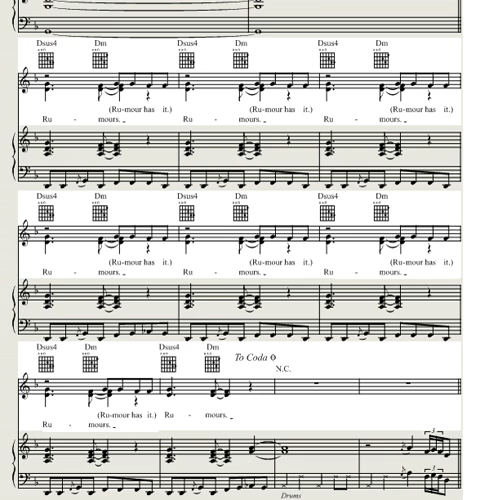 Dsus4 Dm Dsus4 Dm Dsus4 Dm
(Ru-mour has it.) (Ru-mour has it.) (Ru-mour has it.)
Ru - mours. Ru - mours. Ru - mours.
Dsus4 Dm Dsus4 Dm Dsus4 Dm
(Ru-mour has it.) (Ru-mour has it.) (Ru-mour has it.)
Ru - mours. Ru - mours. Ru - mours.
Dsus4 Dm Dsus4 Dm To Coda
N.C.
(Ru-mour has it.) Ru - mours.
Ru - mours.
3
3
Drums